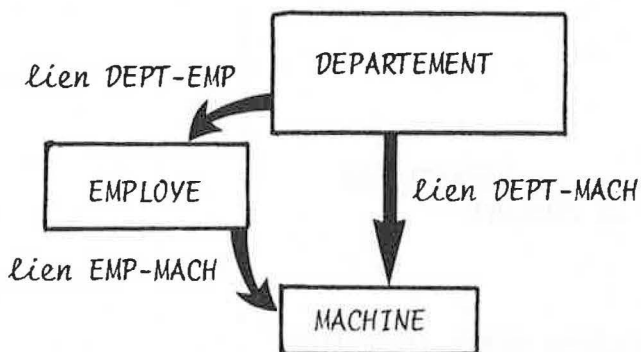 lien DEPT-EMP
DEPARTEMENT
EMPLOYE
lien DEPT-MACH
lien EMP-MACH
MACHINE